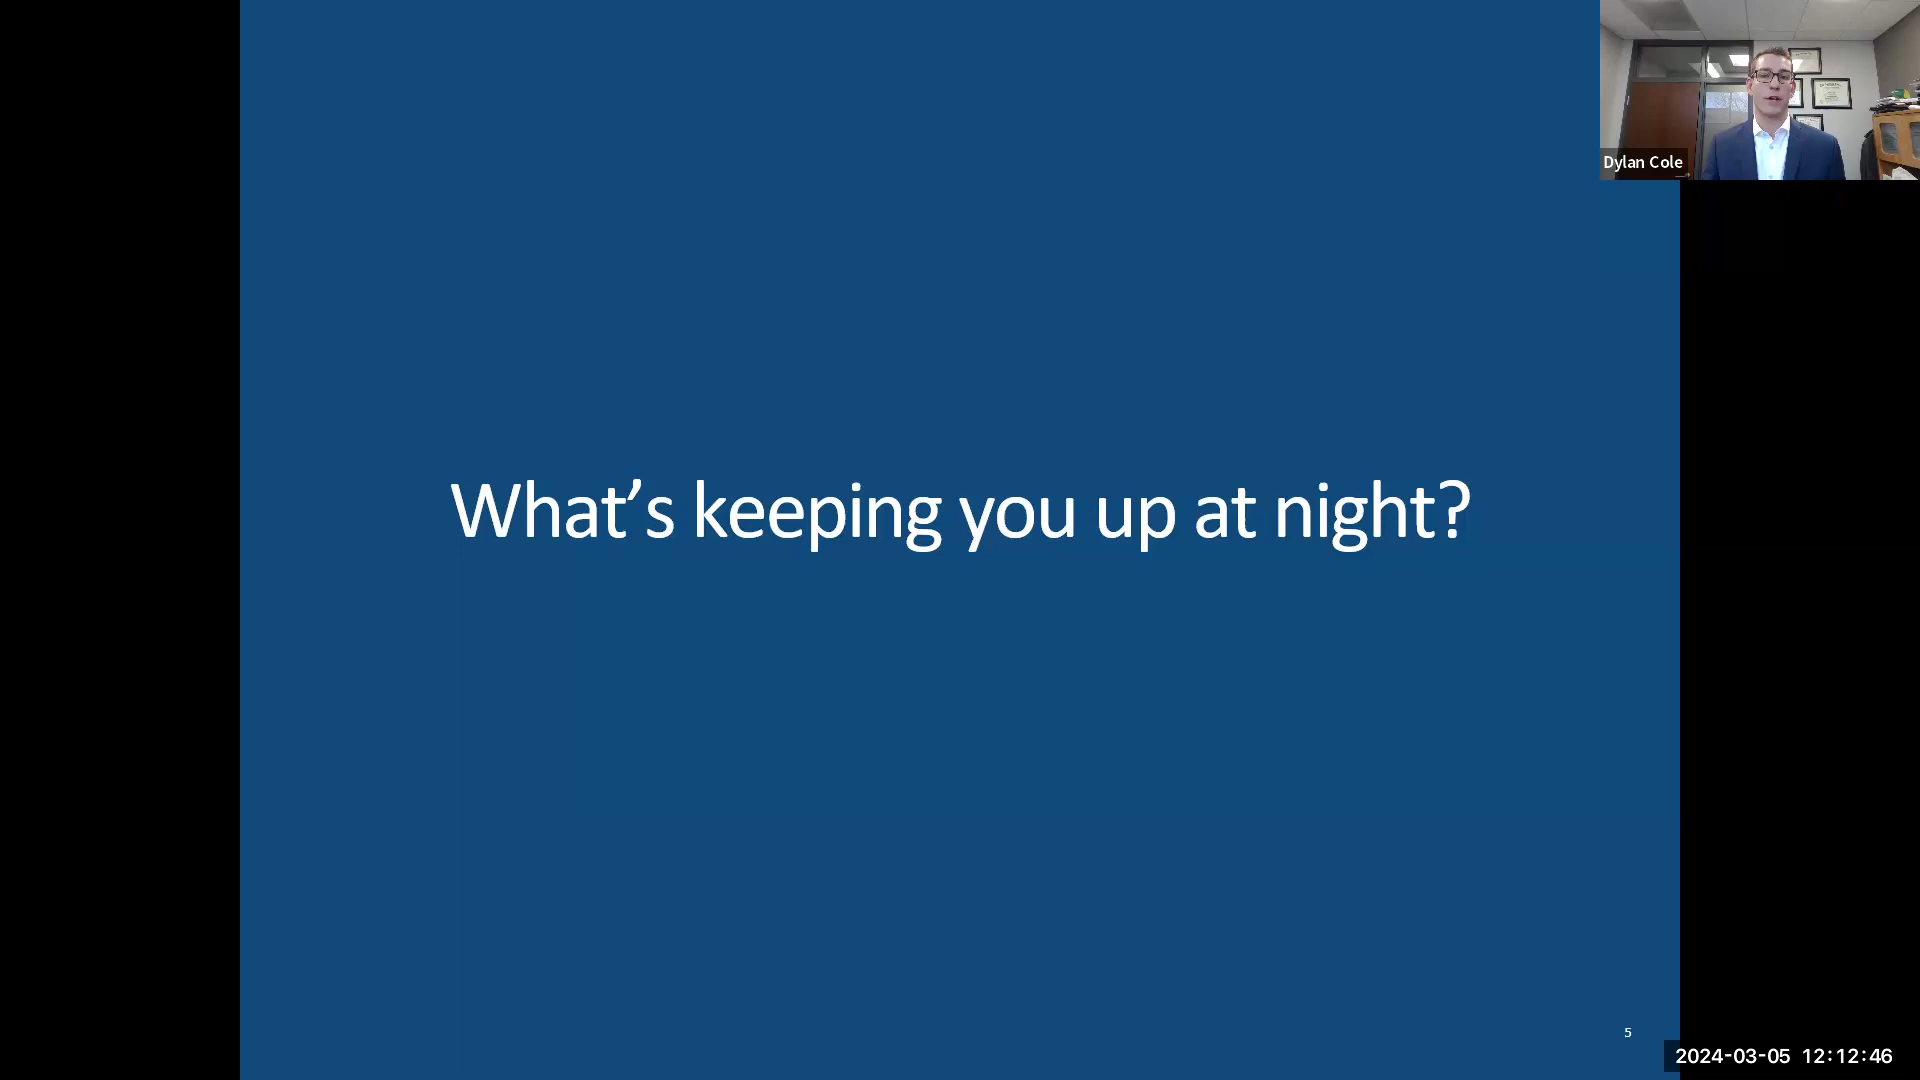 Dylan Cole
What’s keeping you up at night?
5
2024-03-05 12:12:46